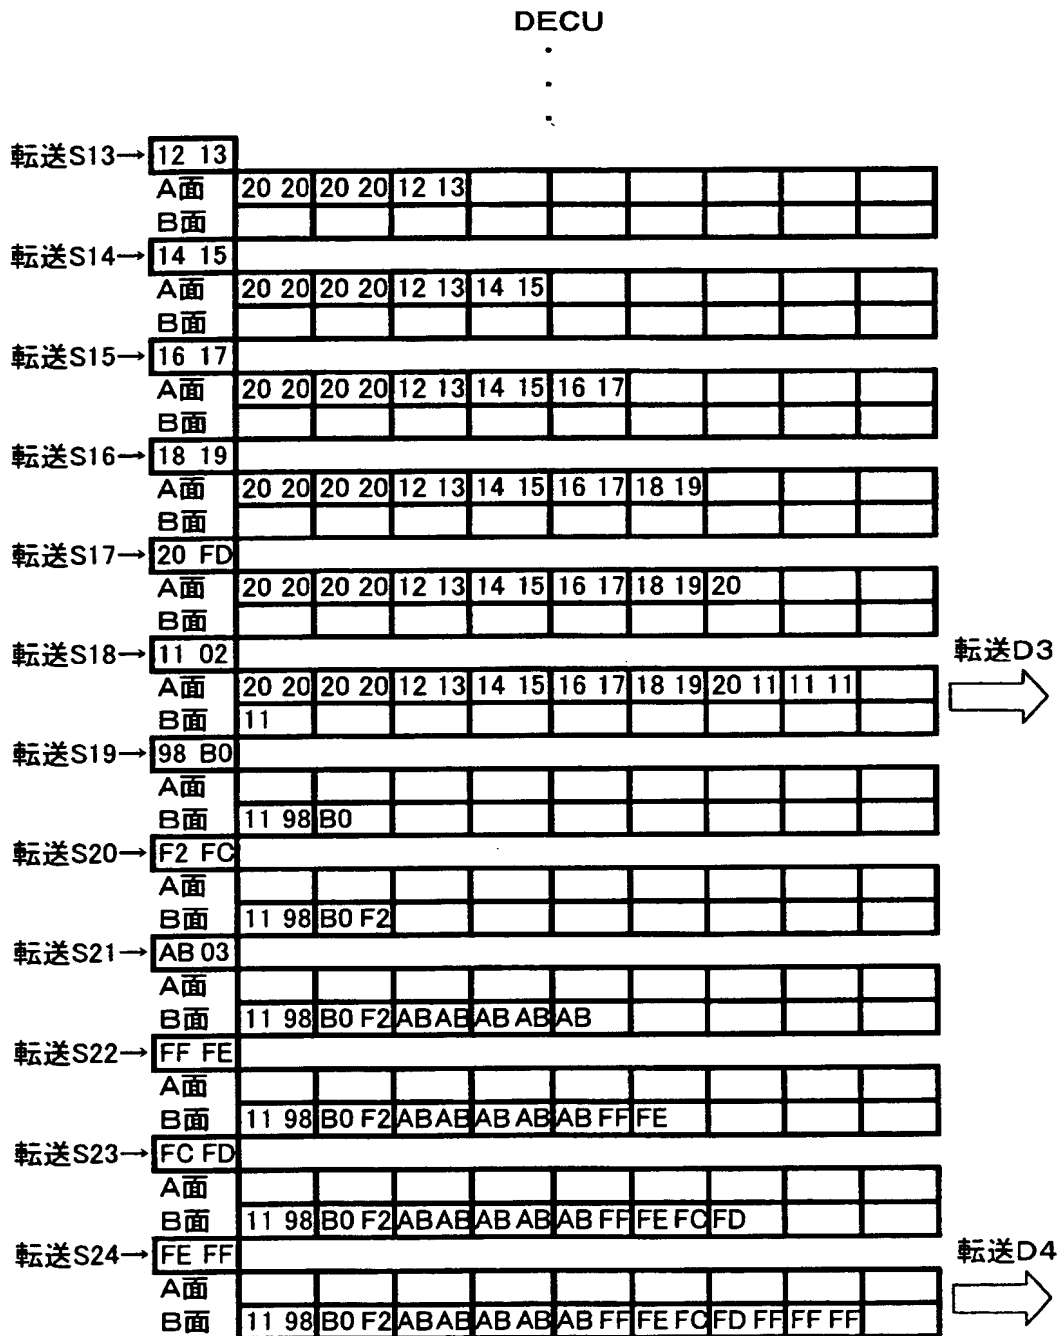 DECU
転送S13→ 12 13
A面 20 20 20 20 12 13
B面
転送S14→ 14 15
A面 20 20 20 20 12 13 14 15
B面
転送S15→ 16 17
A面 20 20 20 20 12 13 14 15 16 17
B面
転送S16→ 18 19
A面 20 20 20 20 12 13 14 15 16 17 18 19
B面
転送S17→ 20 FD
A面 20 20 20 20 12 13 14 15 16 17 18 19 20
B面
転送S18→ 11 02 転送D3
A面 20 20 20 20 12 13 14 15 16 17 18 19 20 11 11 11
B面 11
転送S19→ 98 B0
A面
B面 11 98 B0
転送S20→ F2 FC
A面
B面 11 98 B0 F2
転送S21→ AB 03
A面
B面 11 98 B0 F2 AB AB AB AB AB
転送S22→ FF FE
A面
B面 11 98 B0 F2 AB AB AB AB AB FF FE
転送S23→ FC FD
A面
B面 11 98 B0 F2 AB AB AB AB AB FF FE FC FD
転送S24→ FE FF 転送D4
A面
B面 11 98 B0 F2 AB AB AB AB AB FF FE FC FD FF FF FF